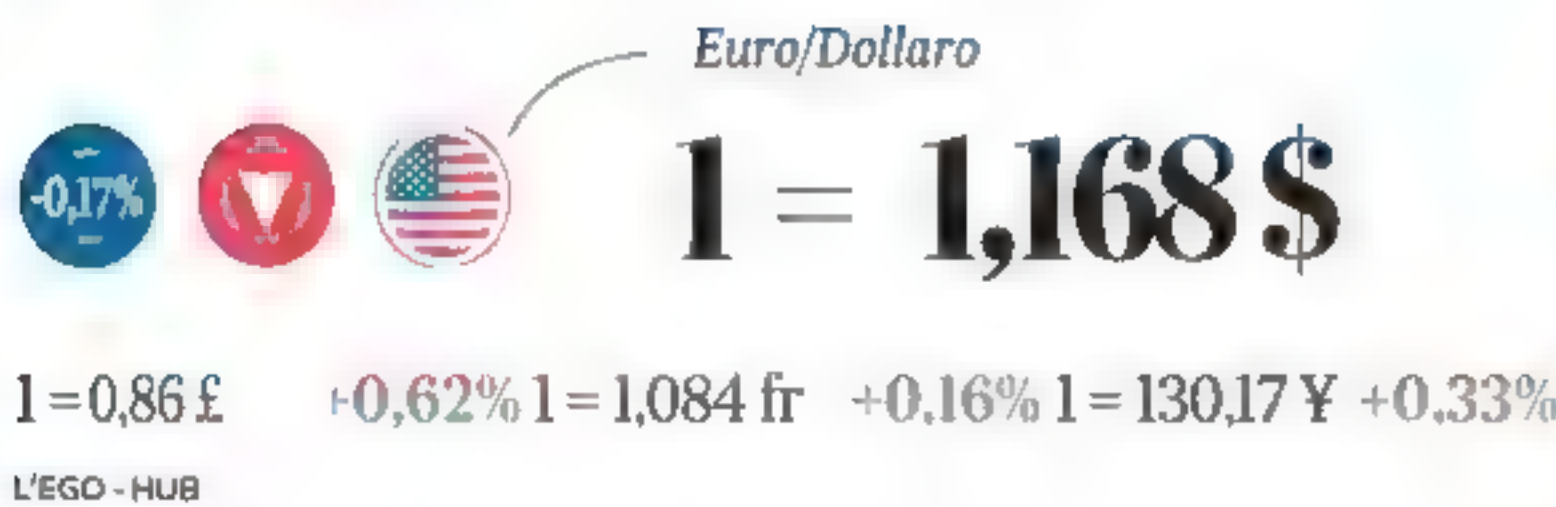 Euro/Dollaro
-0,17%
1 = 1,168 $
1 = 0,86 £ +0,62% 1 = 1,084 fr +0.16% 1 = 130,17 ¥ +0.33%
L'EGO - HUB